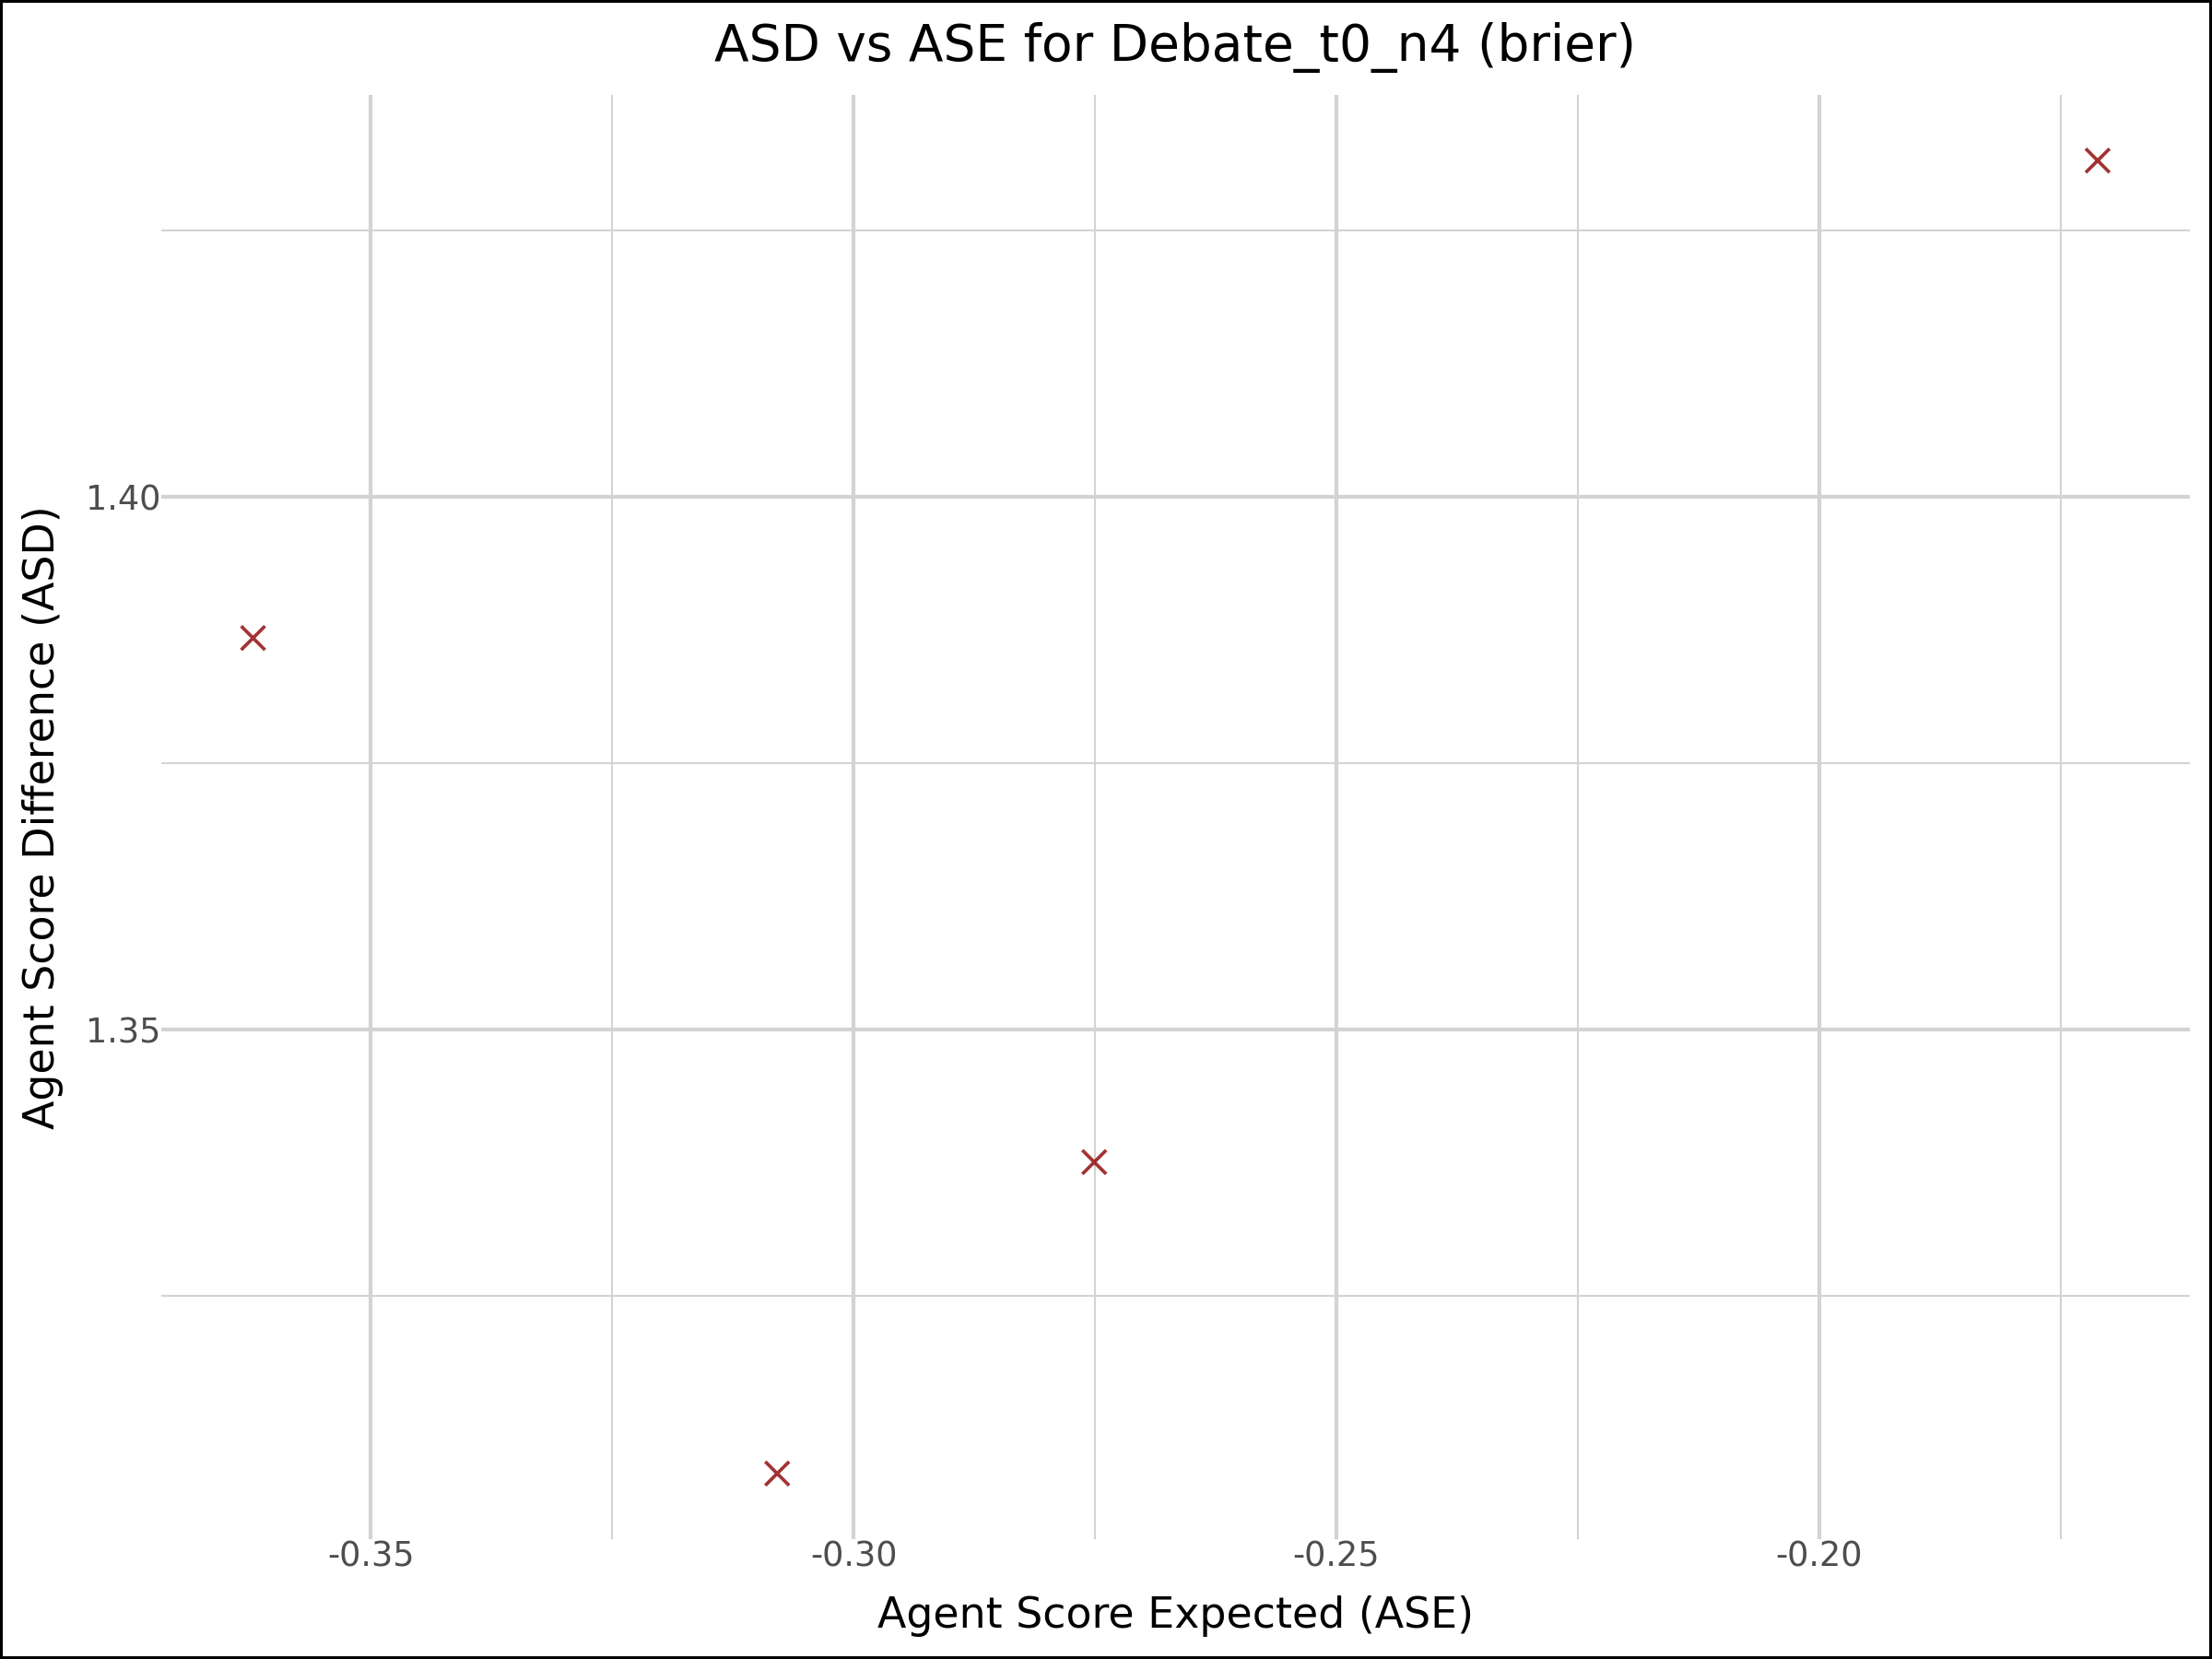 ASD vs ASE for Debate_t0_n4 (brier)
Agent Score Difference (ASD)
1.40
1.35
-0.35
-0.30
-0.25
-0.20
Agent Score Expected (ASE)